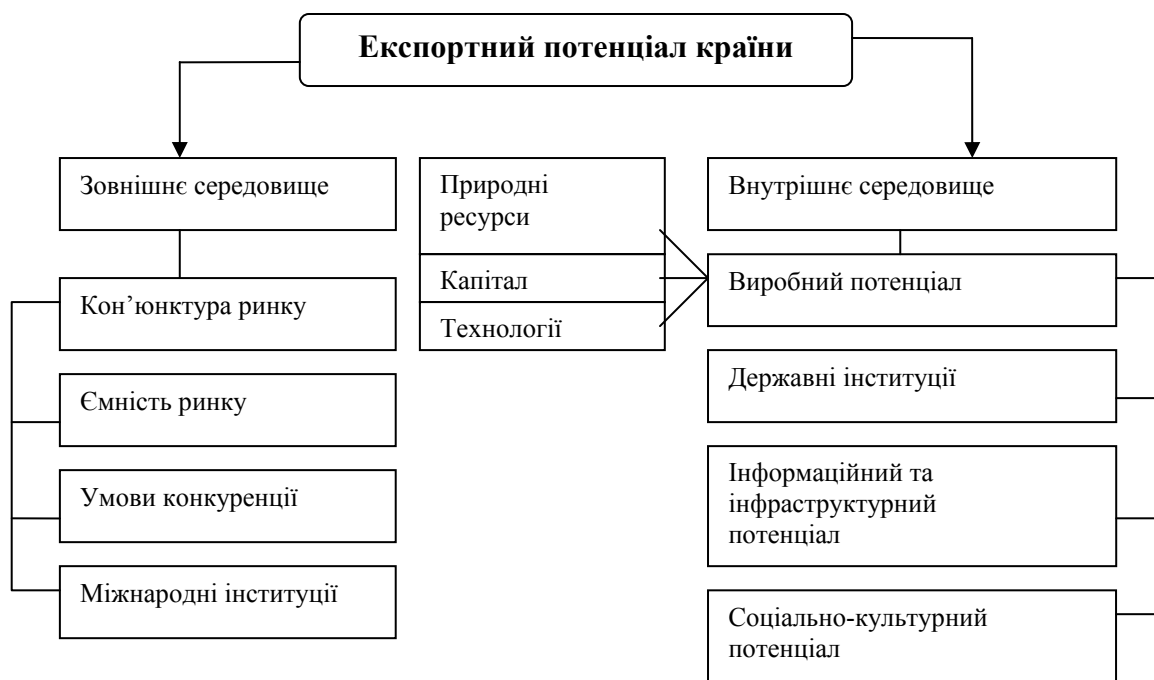 Експортний потенціал країни
Зовнішнє середовище
Кон’юнктура ринку
Ємність ринку
Умови конкуренції
Міжнародні інституції
Природні
ресурси
Капітал
Технології
Внутрішнє середовище
Виробний потенціал
Державні інституції
Інформаційний та
інфраструктурний
потенціал
Соціально-культурний
потенціал